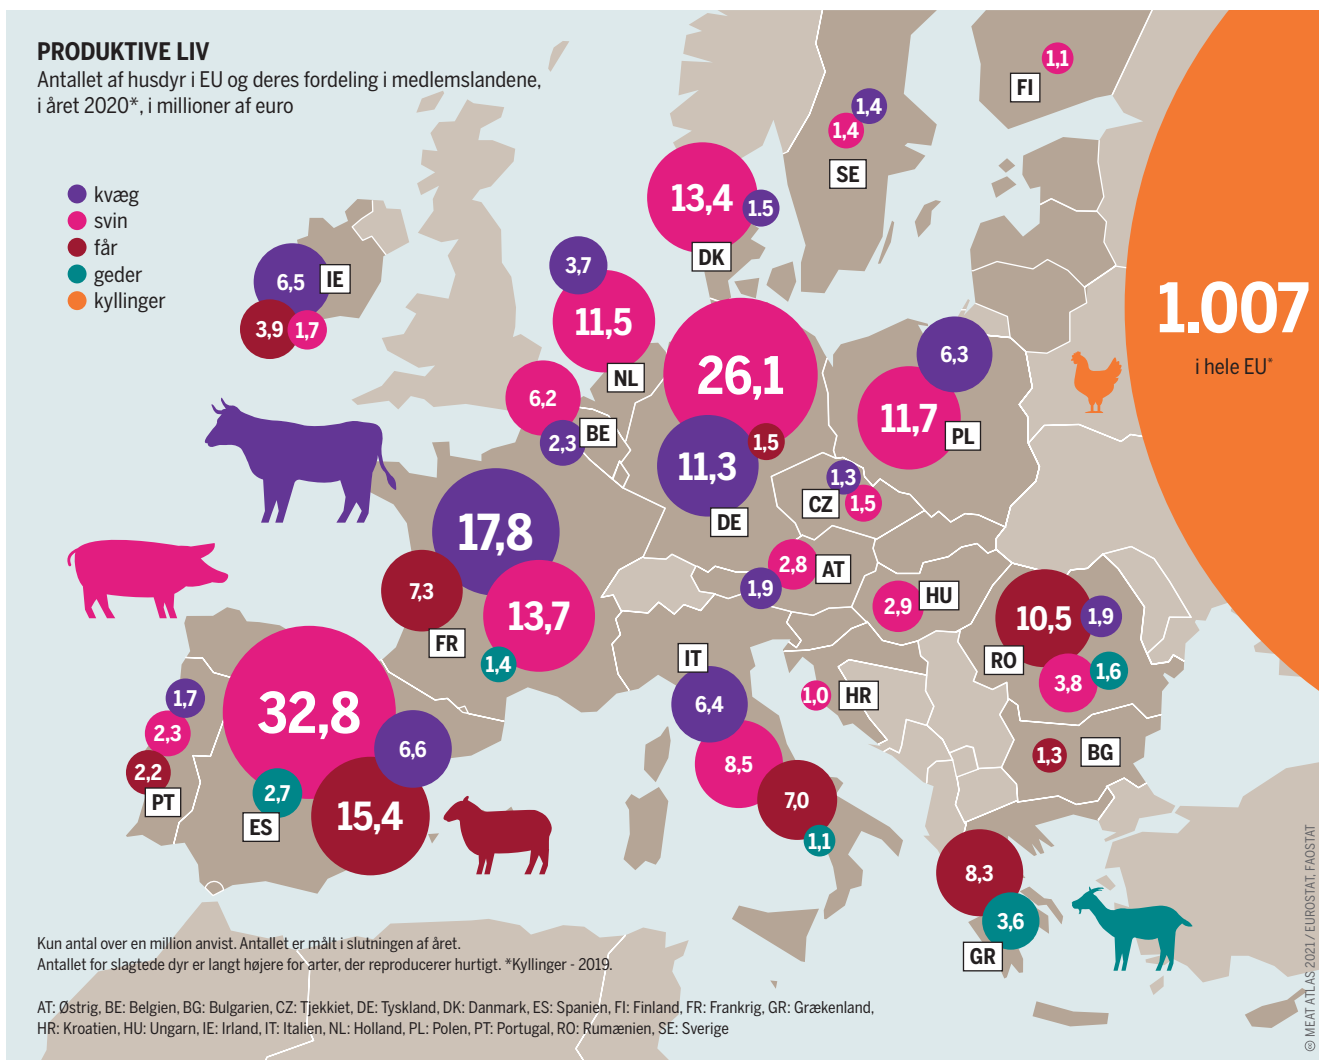 PRODUKTIVE LIV
Antallet af husdyr i EU og deres fordeling i medlemslandene,
i året 2020*, i millioner af euro
kvæg
svin
får
geder
kyllinger
1,1
FI
1,4
1,4
SE
13,4
1.5
DK
6,5
IE
3,9
1,7
3,7
11,5
NL
26,1
11,3
1,5
DE
6,3
11,7
PL
1.007
i hele EU*
6,2
2,3
BE
1,3
CZ
1,5
17,8
7,3
13,7
FR
1,4
2,8
AT
1,9
2,9
HU
10,5
1,9
RO
3,8
1,6
IT
6,4
8,5
7,0
1,1
1,0
HR
1,3
BG
1,7
2,3
2,2
PT
32,8
6,6
2,7
ES
15,4
8,3
3,6
GR
Kun antal over en million anvist. Antallet er målt i slutningen af året.
Antallet for slagtede dyr er langt højere for arter, der reproducerer hurtigt. *Kyllinger - 2019.
AT: Østrig, BE: Belgien, BG: Bulgarien, CZ: Tjekkiet, DE: Tyskland, DK: Danmark, ES: Spanien, FI: Finland, FR: Frankrig, GR: Grækenland,
HR: Kroatien, HU: Ungarn, IE: Irland, IT: Italien, NL: Holland, PL: Polen, PT: Portugal, RO: Rumænien, SE: Sverige
MEAT ATLAS 2021 / EUROSTAT, FAOSTAT